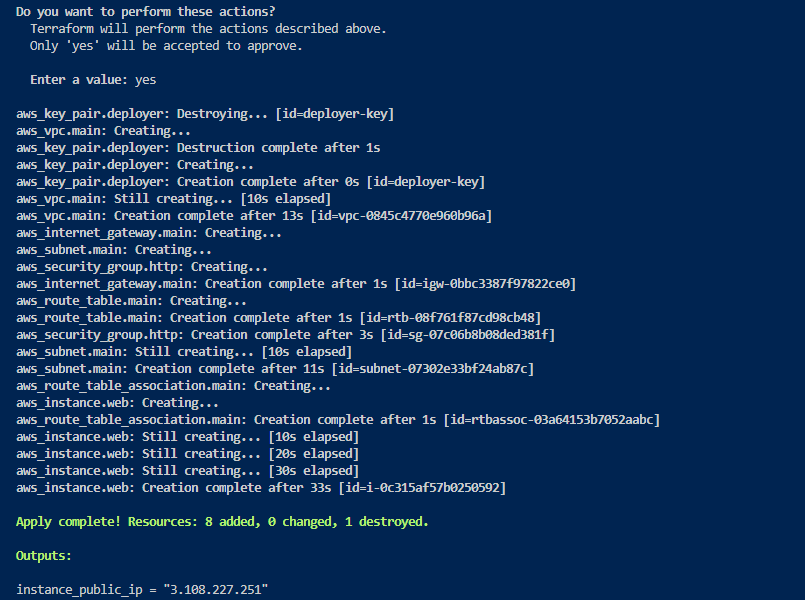 Do you want to perform these actions?
Terraform will perform the actions described above.
Only 'yes' will be accepted to approve.
Enter a value: yes
aws_key_pair.deployer: Destroying... [id=deployer-key]
aws_vpc.main: Creating...
aws_key_pair.deployer: Destruction complete after 1s
aws_key_pair.deployer: Creating...
aws_key_pair.deployer: Creation complete after 0s [id=deployer-key]
aws_vpc.main: Still creating... [10s elapsed]
aws_vpc.main: Creation complete after 13s [id=vpc-0845c4770e960b96a]
aws_internet_gateway.main: Creating...
aws_subnet.main: Creating...
aws_security_group.http: Creating...
aws_internet_gateway.main: Creation complete after 1s [id=igw-0bbc3387f97822ce0]
aws_route_table.main: Creating...
aws_route_table.main: Creation complete after 1s [id=rtb-08f761f87cd98cb48]
aws_security_group.http: Creation complete after 3s [id=sg-07c06b8b08ded381f]
aws_subnet.main: Still creating... [10s elapsed]
aws_subnet.main: Creation complete after 11s [id=subnet-07302e33bf24ab87c]
aws_route_table_association.main: Creating...
aws_instance.web: Creating...
aws_route_table_association.main: Creation complete after 1s [id=rtbassoc-03a64153b7052aabc]
aws_instance.web: Still creating... [10s elapsed]
aws_instance.web: Still creating... [20s elapsed]
aws_instance.web: Still creating... [30s elapsed]
aws_instance.web: Creation complete after 33s [id=i-0c315af57b0250592]
Apply complete! Resources: 8 added, 0 changed, 1 destroyed.
Outputs:
instance_public_ip = "3.108.227.251"